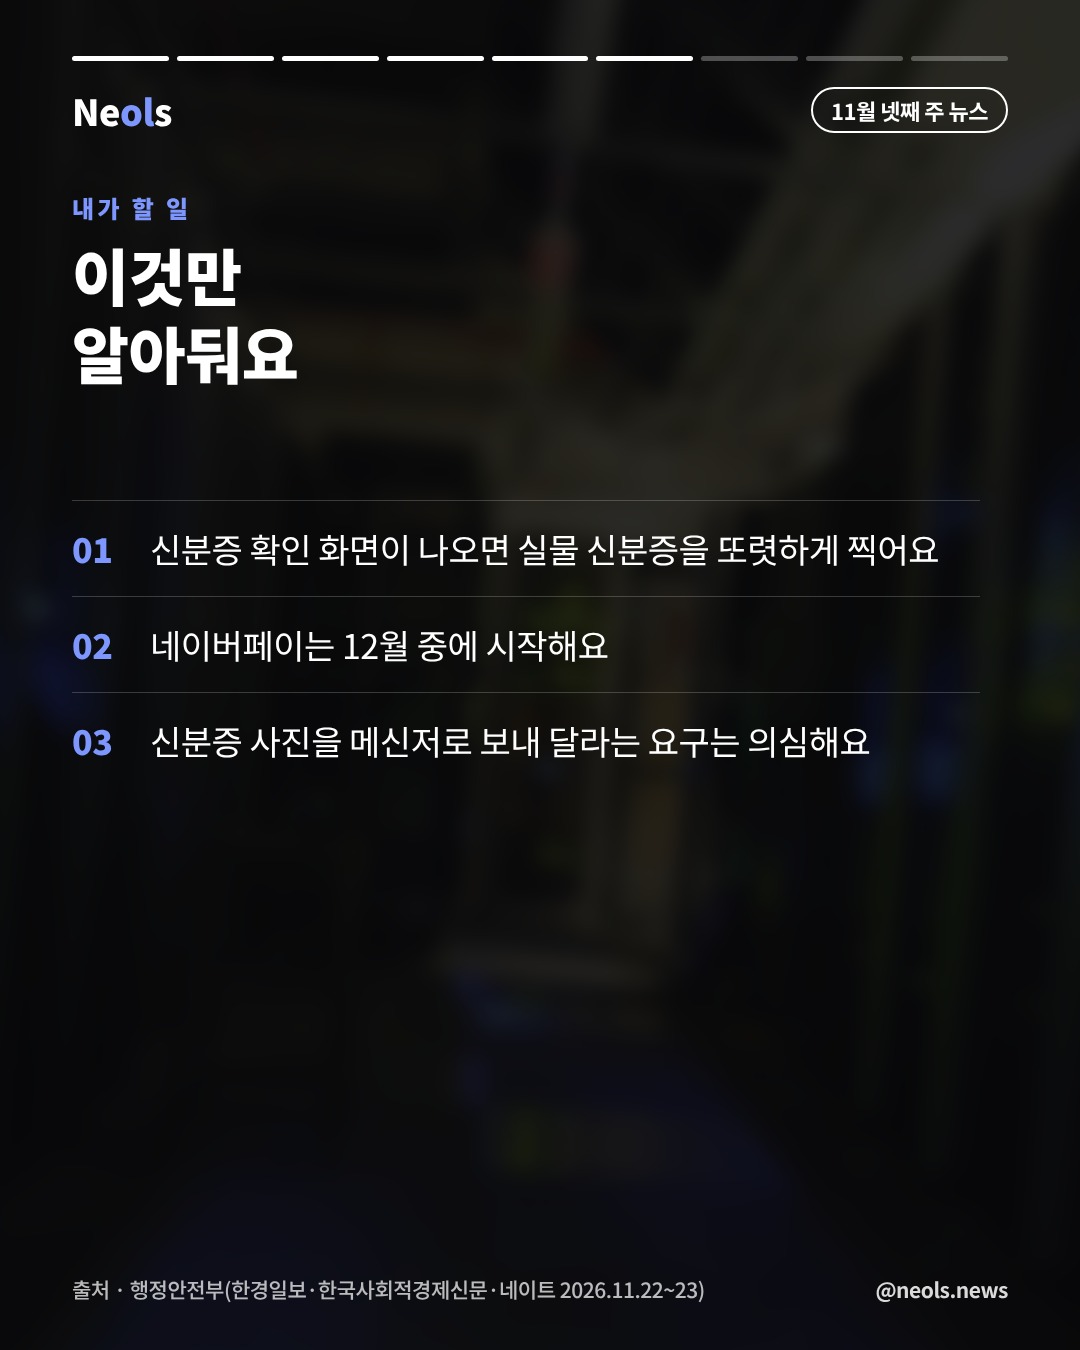 Neols
11월 넷째 주 뉴스
내가 할 일
이것만
알아둬요
01 신분증 확인 화면이 나오면 실물 신분증을 또렷하게 찍어요
02 네이버페이는 12월 중에 시작해요
03 신분증 사진을 메신저로 보내 달라는 요구는 의심해요
출처 · 행정안전부(한경일보·한국사회적경제신문·네이트 2026.11.22~23)
@neols.news